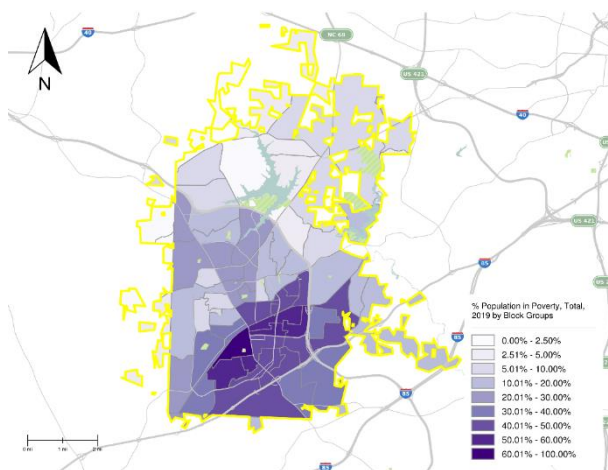 40
NC 68
US 421
40
US 421
N
85
% Population in Poverty, Total,
2019 by Block Groups
0.00% - 2.50%
2.51% - 5.00%
5.01% - 10.00%
10.01% - 20.00%
20.01% - 30.00%
30.01% - 40.00%
40.01% - 50.00%
50.01% - 60.00%
60.01% - 100.00%
85
85
0 mi
1 mi
2 mi